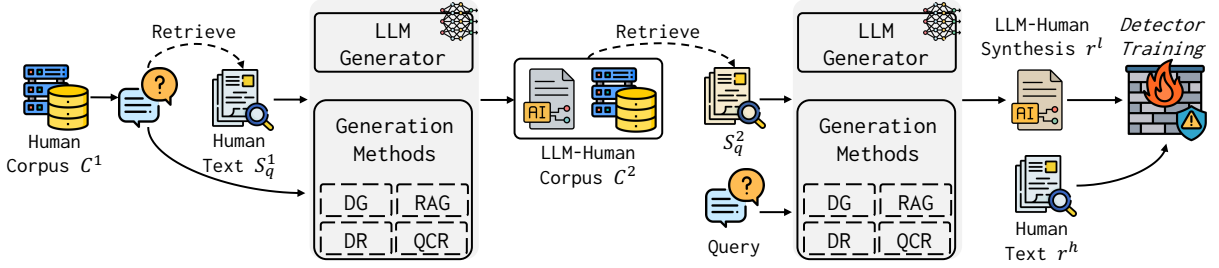 Retrieve
Human
Corpus C¹
Human
Text S_q^1
LLM
Generator
Generation
Methods
DG RAG
DR QCR
Retrieve
AI
LLM-Human
Corpus C²
S_q^2
Query
LLM
Generator
Generation
Methods
DG RAG
DR QCR
LLM-Human
Synthesis r^l
AI
Human
Text r^h
Detector
Training